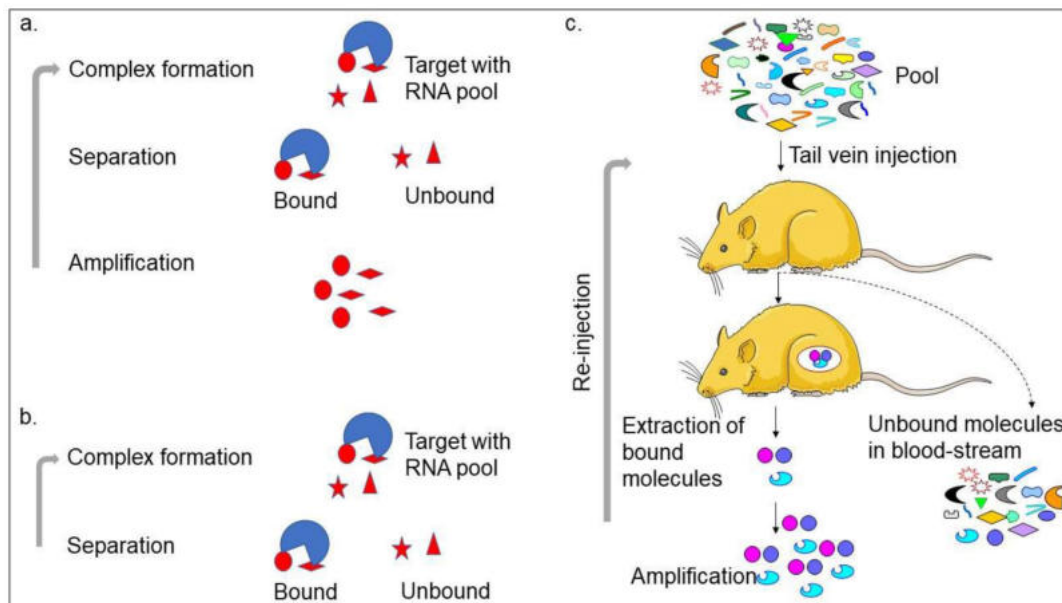 a.
Complex formation
Target with
RNA pool
Separation
Bound
Unbound
Amplification
b.
Complex formation
Target with
RNA pool
Separation
Bound
Unbound
c.
Pool
Tail vein injection
Re-injection
Extraction of
bound
molecules
Unbound molecules
in blood-stream
Amplification